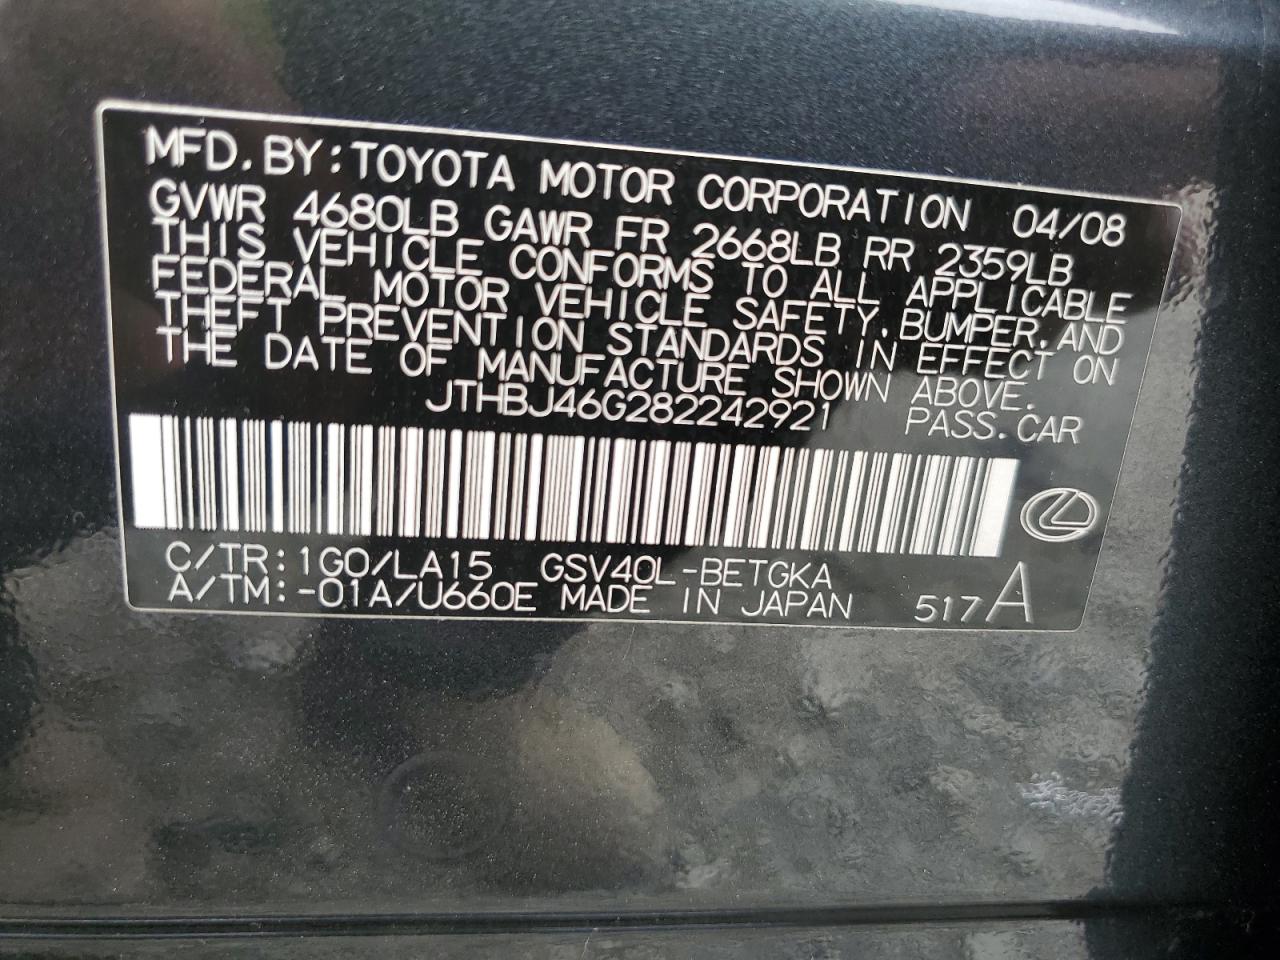 MFD. BY: TOYOTA MOTOR CORPORATION 04/08
GVWR 4680LB GAWR FR 2668LB RR 2359LB
THIS VEHICLE CONFORMS TO ALL APPLICABLE
FEDERAL MOTOR VEHICLE SAFETY, BUMPER, AND
THEFT PREVENTION STANDARDS IN EFFECT ON
THE DATE OF MANUFACTURE SHOWN ABOVE.
JTHBJ46G282242921 PASS. CAR
C/TR: 1G0/LA15 GSV40L-BETGKA
A/TM: -01A/U660E MADE IN JAPAN 517A